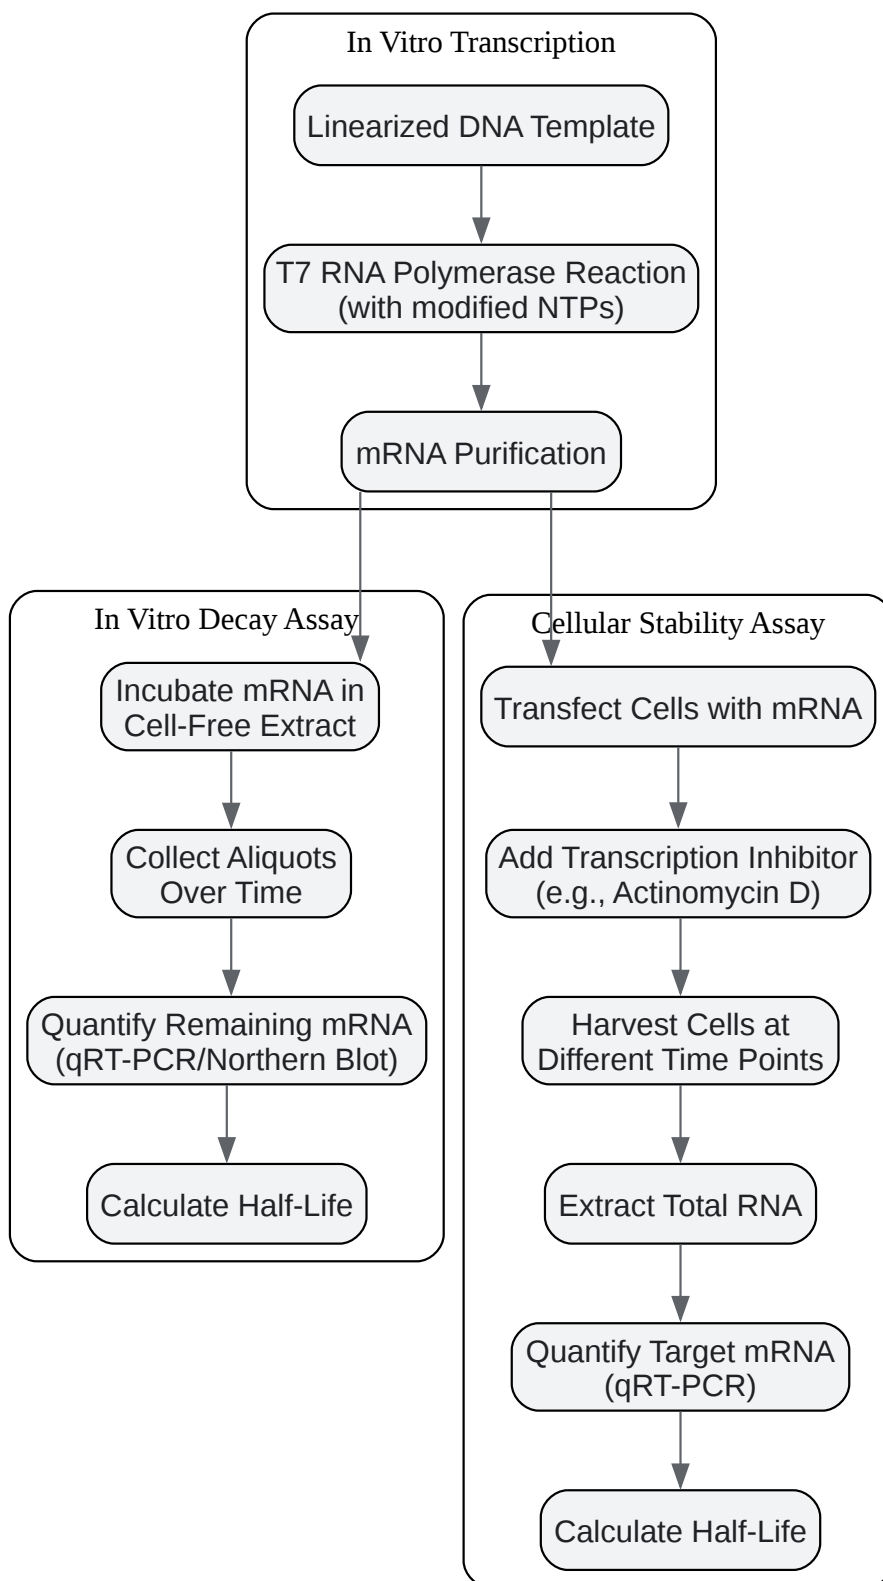 In Vitro Transcription
Linearized DNA Template
T7 RNA Polymerase Reaction
(with modified NTPs)
mRNA Purification
In Vitro Decay Assay
Incubate mRNA in
Cell-Free Extract
Collect Aliquots
Over Time
Quantify Remaining mRNA
(qRT-PCR/Northern Blot)
Calculate Half-Life
Cellular Stability Assay
Transfect Cells with mRNA
Add Transcription Inhibitor
(e.g., Actinomycin D)
Harvest Cells at
Different Time Points
Extract Total RNA
Quantify Target mRNA
(qRT-PCR)
Calculate Half-Life